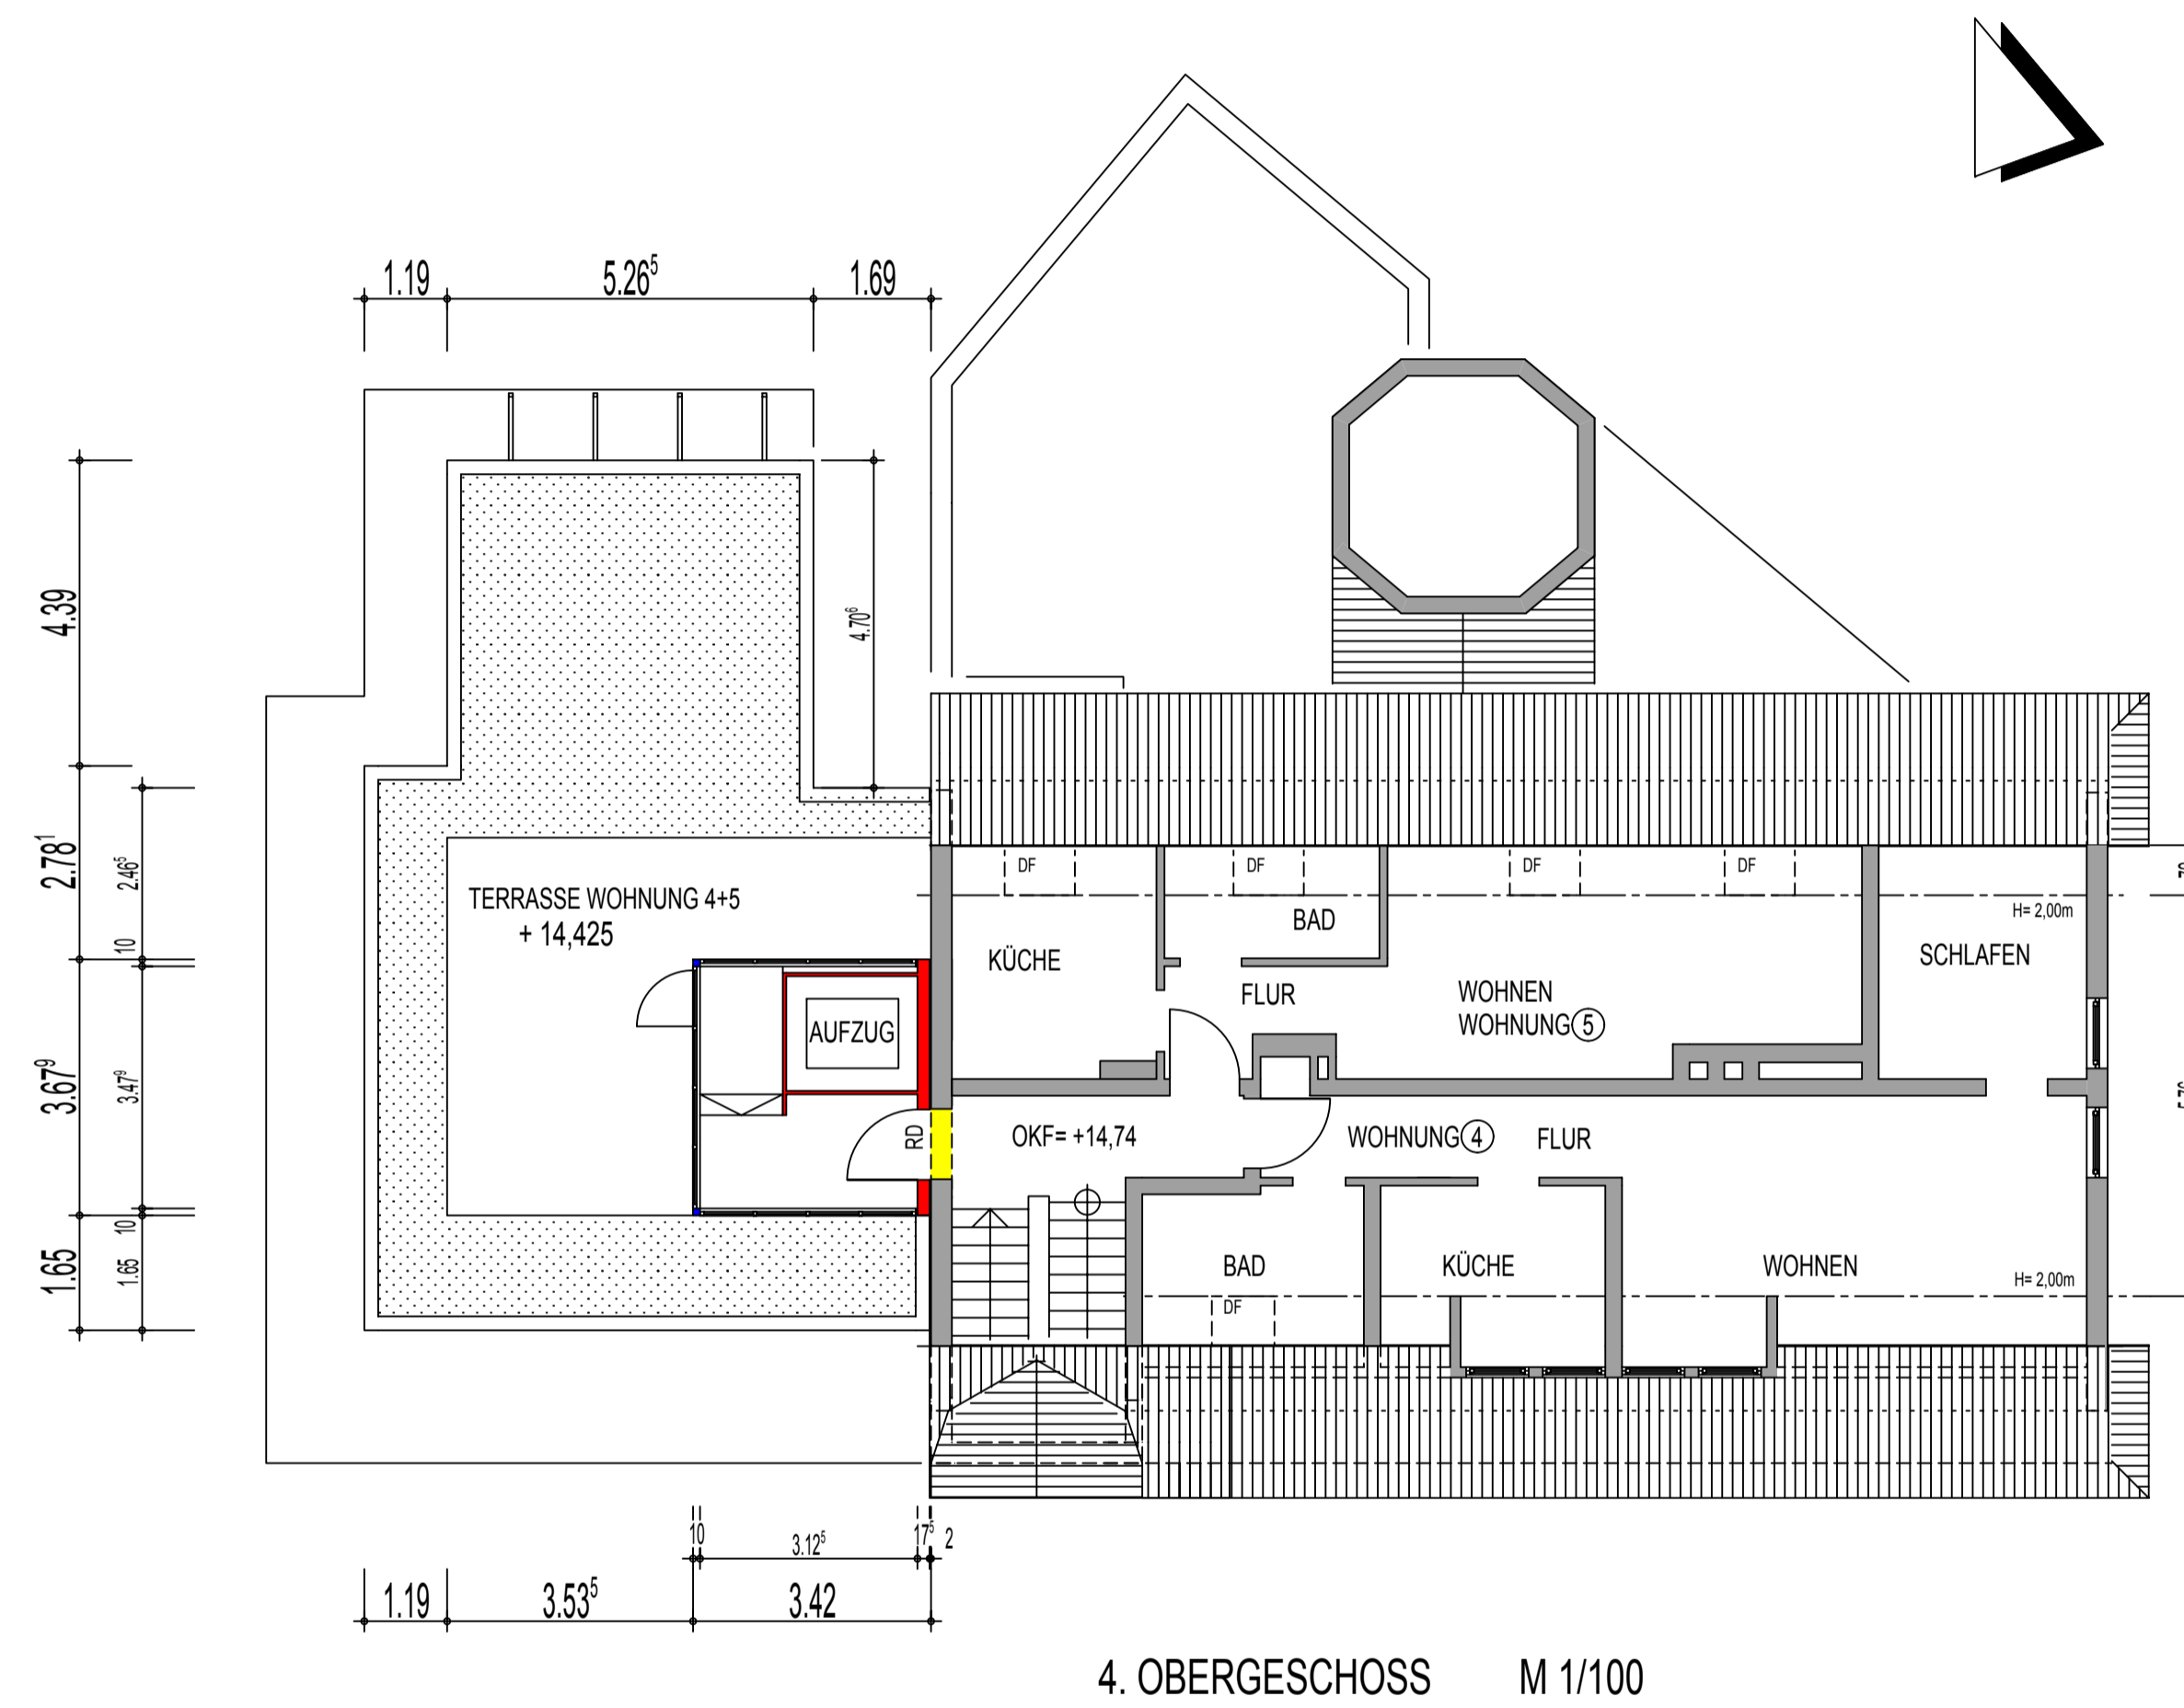 1.19
5.26⁵
1.69
4.39
4.70⁶
2.78¹
2.46⁵
10
3.67⁹
3.47⁹
10
1.65
1.65
TERRASSE WOHNUNG 4+5
+ 14,425
AUFZUG
RD
DF
DF
DF
DF
KÜCHE
BAD
FLUR
WOHNEN
WOHNUNG 5
SCHLAFEN
H= 2,00m
OKF= +14,74
WOHNUNG 4
FLUR
BAD
KÜCHE
WOHNEN
H= 2,00m
DF
10
3.12⁵
17⁵
2
1.19
3.53⁵
3.42
4. OBERGESCHOSS M 1/100